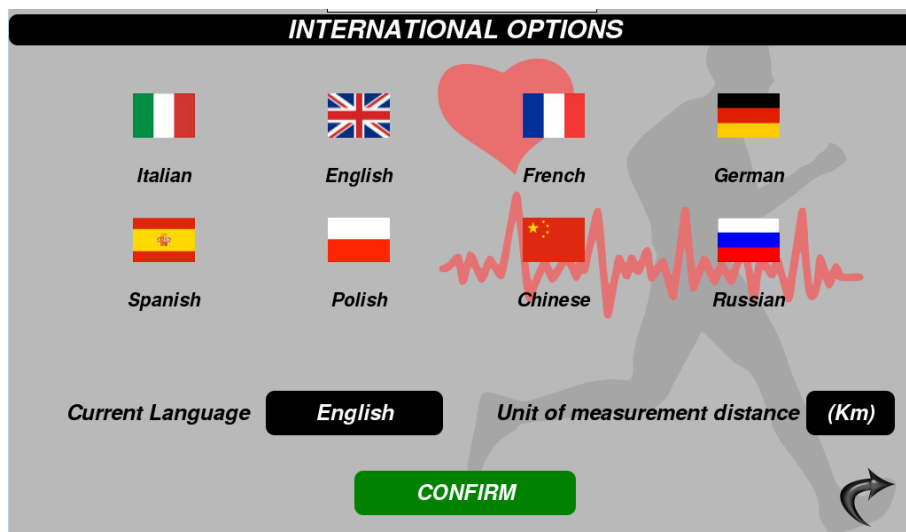 INTERNATIONAL OPTIONS
Italian English French German
Spanish Polish Chinese Russian
Current Language English Unit of measurement distance (Km)
CONFIRM